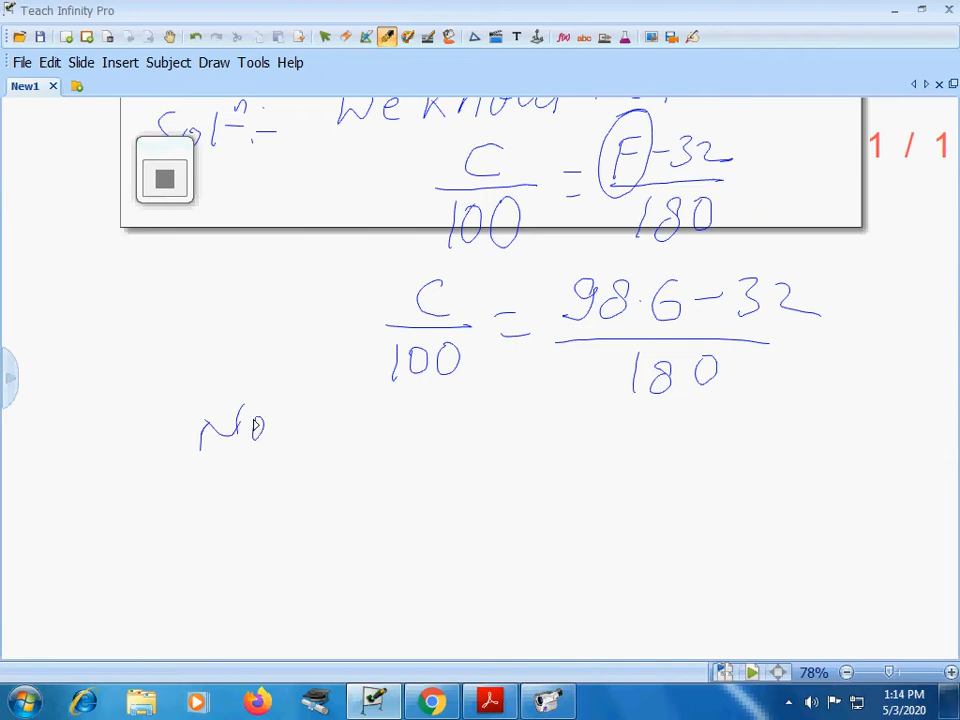 Teach Infinity Pro
File Edit Slide Insert Subject Draw Tools Help
New1
Solⁿ:- We know
C/100 = F-32/180
1 / 1
C/100 = 98.6-32/180
No
78%
1:14 PM
5/3/2020